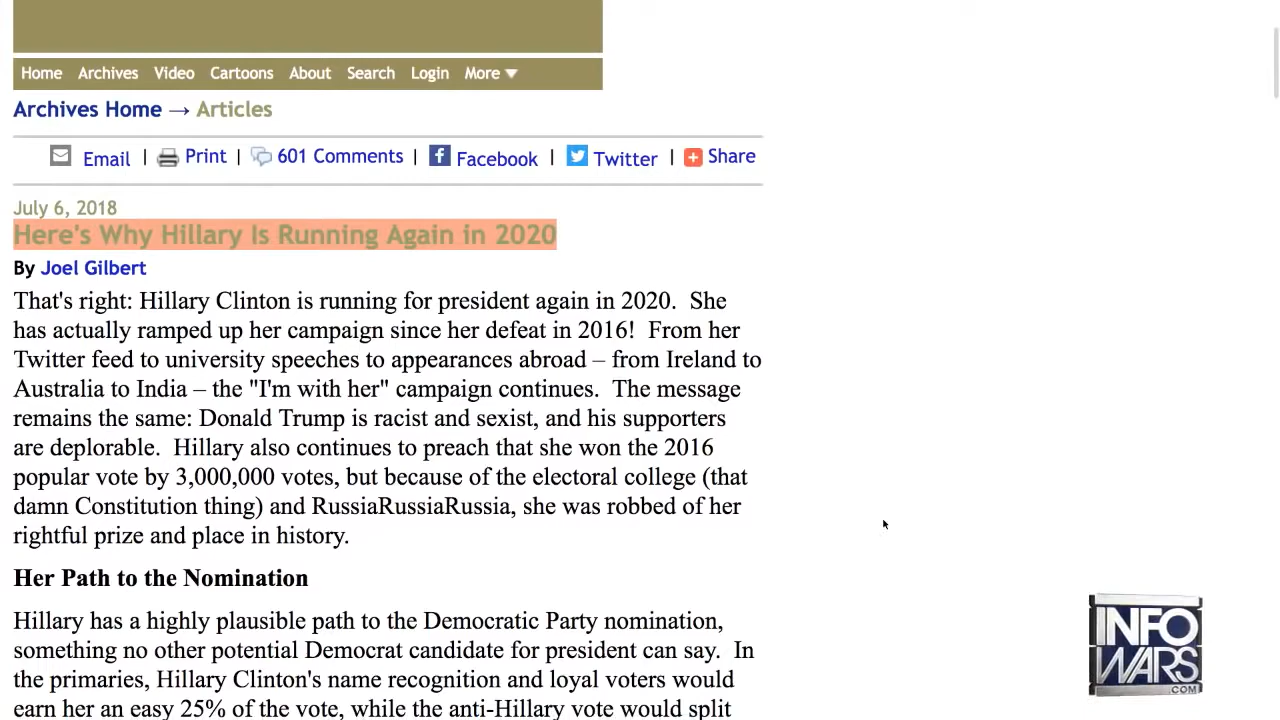 Home Archives Video Cartoons About Search Login More
Archives Home → Articles
Email | Print | 601 Comments | Facebook | Twitter | Share
July 6, 2018
Here's Why Hillary Is Running Again in 2020
By Joel Gilbert
That's right: Hillary Clinton is running for president again in 2020. She
has actually ramped up her campaign since her defeat in 2016! From her
Twitter feed to university speeches to appearances abroad – from Ireland to
Australia to India – the "I'm with her" campaign continues. The message
remains the same: Donald Trump is racist and sexist, and his supporters
are deplorable. Hillary also continues to preach that she won the 2016
popular vote by 3,000,000 votes, but because of the electoral college (that
damn Constitution thing) and RussiaRussiaRussia, she was robbed of her
rightful prize and place in history.
Her Path to the Nomination
Hillary has a highly plausible path to the Democratic Party nomination,
something no other potential Democrat candidate for president can say. In
the primaries, Hillary Clinton's name recognition and loyal voters would
earn her an easy 25% of the vote, while the anti-Hillary vote would split
INFO
WARS
.COM